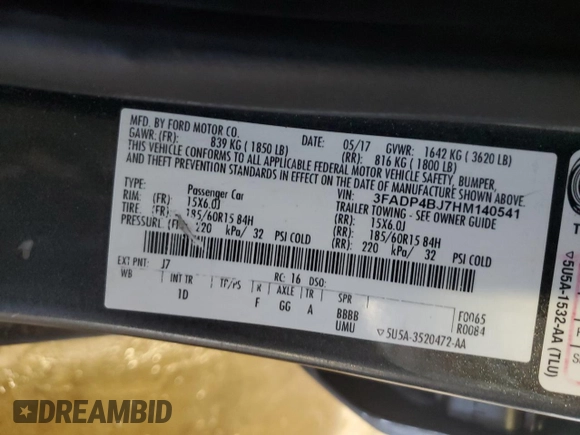 MFD. BY FORD MOTOR CO.
DATE: 05/17 GVWR: 1642 KG ( 3620 LB)
GAWR: (FR): 839 KG ( 1850 LB) (RR): 816 KG ( 1800 LB)
THIS VEHICLE CONFORMS TO ALL APPLICABLE FEDERAL MOTOR VEHICLE SAFETY, BUMPER,
AND THEFT PREVENTION STANDARDS IN EFFECT ON THE DATE OF MANUFACTURE SHOWN ABOVE.
VIN: 3FADP4BJ7HM140541
TYPE: Passenger Car TRAILER TOWING - SEE OWNER GUIDE
RIM: (FR) 15X6.0J (RR): 15X6.0J
TIRE: (FR) 185/60R15 84H (RR): 185/60R15 84H
PRESSURE: (FR) 220 kPa/ 32 PSI COLD (RR): 220 kPa/ 32 PSI COLD
EXT PNT: J7 RC: 16 DSO:
WB INT TR TP/PS R AXLE TR SPR
1D F GG A BBBB UMU
F0065
R0084
▽5U5A-3520472-AA
▽5U5A-1532-AA (TLU)
DREAMBID